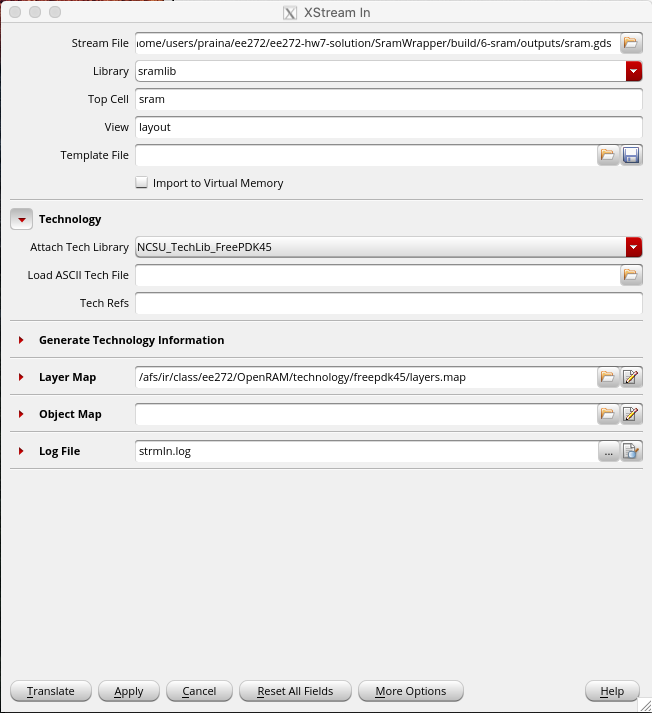 XStream In
Stream File home/users/praina/ee272/ee272-hw7-solution/SramWrapper/build/6-sram/outputs/sram.gds
Library sramlib
Top Cell sram
View layout
Template File
Import to Virtual Memory
Technology
Attach Tech Library NCSU_TechLib_FreePDK45
Load ASCII Tech File
Tech Refs
Generate Technology Information
Layer Map /afs/ir/class/ee272/OpenRAM/technology/freepdk45/layers.map
Object Map
Log File strmIn.log ...
Translate Apply Cancel Reset All Fields More Options Help